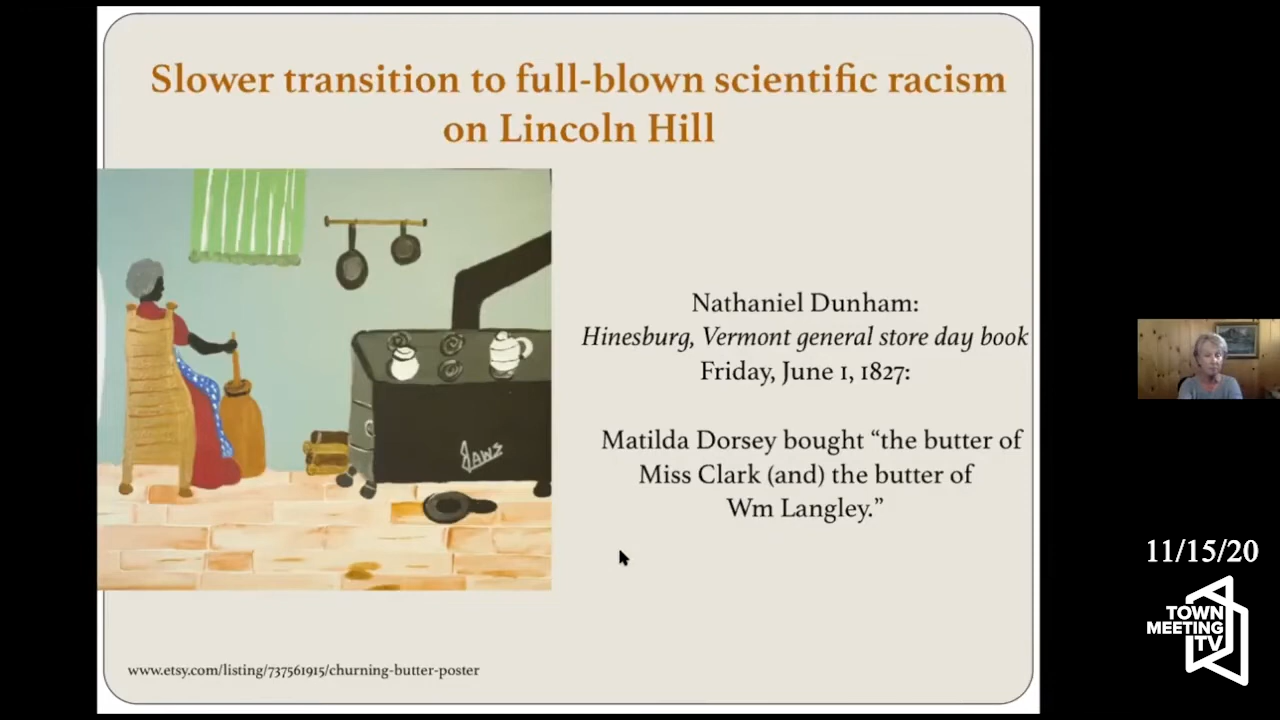 Slower transition to full-blown scientific racism
on Lincoln Hill
JAWS
Nathaniel Dunham:
Hinesburg, Vermont general store day book
Friday, June 1, 1827:
Matilda Dorsey bought “the butter of
Miss Clark (and) the butter of
Wm Langley.”
www.etsy.com/listing/737561915/churning-butter-poster
11/15/20
TOWN
MEETING
TV